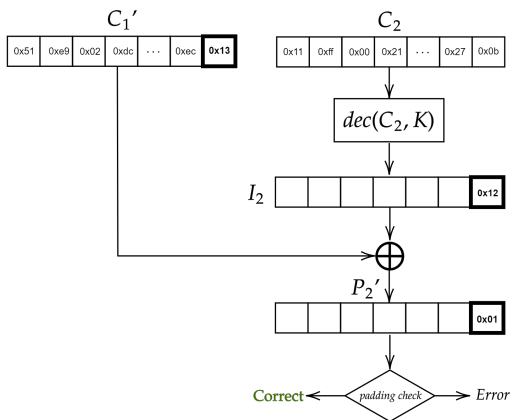 C₁′
C₂
0x51 0xe9 0x02 0xdc ... 0xec 0x13
0x11 0xff 0x00 0x21 ... 0x27 0x0b
dec(C₂, K)
I₂ 0x12
P₂′
0x01
Correct padding check Error